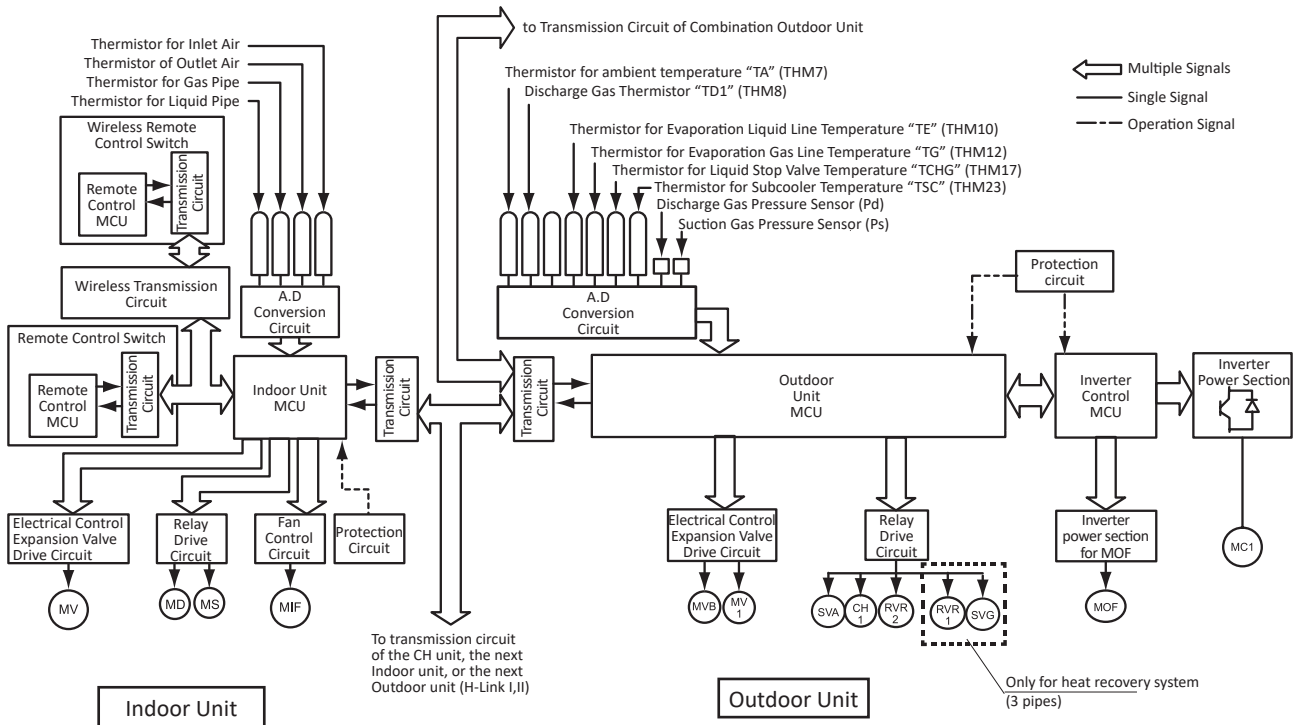 to Transmission Circuit of Combination Outdoor Unit
Thermistor for Inlet Air
Thermistor of Outlet Air
Thermistor for Gas Pipe
Thermistor for Liquid Pipe
Wireless Remote
Control Switch
Remote
Control
MCU
Transmission
Circuit
Wireless Transmission
Circuit
A.D
Conversion
Circuit
Remote Control Switch
Remote
Control
MCU
Transmission
Circuit
Indoor Unit
MCU
Transmission
Circuit
Electrical Control
Expansion Valve
Drive Circuit
Relay
Drive
Circuit
Fan
Control
Circuit
Protection
Circuit
MV
MD
MS
MIF
To transmission circuit
of the CH unit, the next
Indoor unit, or the next
Outdoor unit (H-Link I,II)
Indoor Unit
Thermistor for ambient temperature “TA” (THM7)
Discharge Gas Thermistor “TD1” (THM8)
Thermistor for Evaporation Liquid Line Temperature “TE” (THM10)
Thermistor for Evaporation Gas Line Temperature “TG” (THM12)
Thermistor for Liquid Stop Valve Temperature “TCHG” (THM17)
Thermistor for Subcooler Temperature “TSC” (THM23)
Discharge Gas Pressure Sensor (Pd)
Suction Gas Pressure Sensor (Ps)
Multiple Signals
Single Signal
Operation Signal
A.D
Conversion
Circuit
Protection
circuit
Transmission
Circuit
Outdoor
Unit
MCU
Inverter
Control
MCU
Inverter
Power Section
Electrical Control
Expansion Valve
Drive Circuit
Relay
Drive
Circuit
Inverter
power section
for MOF
MC1
MVB
MV
1
SVA
CH
1
RVR
2
RVR
1
SVG
MOF
Only for heat recovery system
(3 pipes)
Outdoor Unit